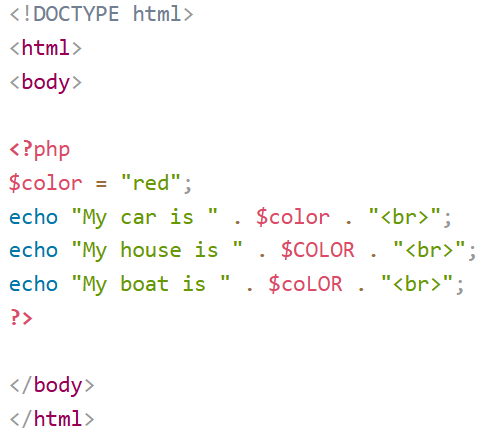 <!DOCTYPE html>
<html>
<body>

<?php
$color = "red";
echo "My car is " . $color . "<br>";
echo "My house is " . $COLOR . "<br>";
echo "My boat is " . $coLOR . "<br>";
?>

</body>
</html>